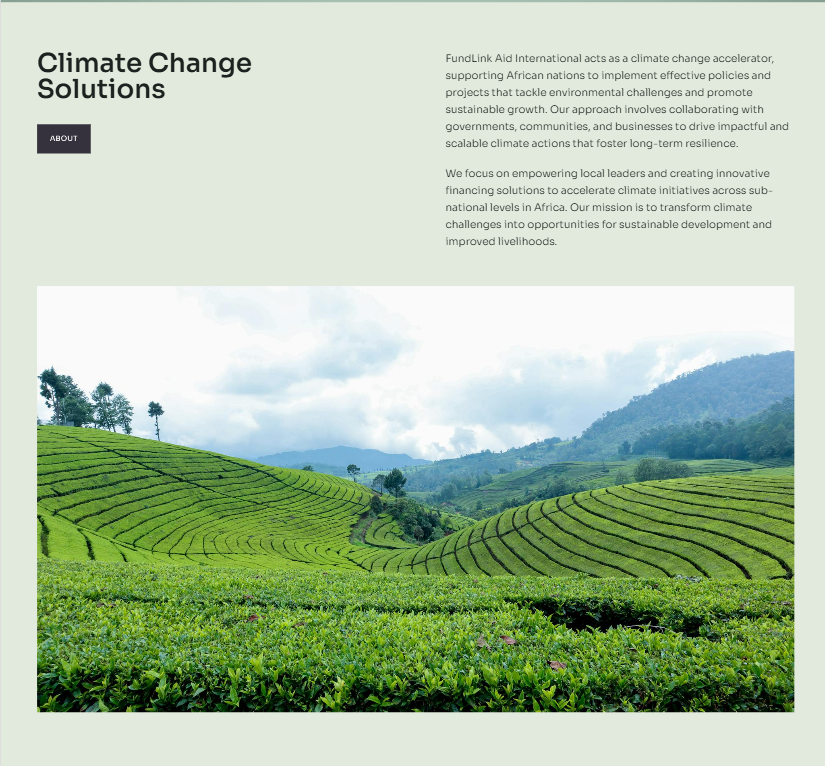 Climate Change
Solutions
ABOUT
FundLink Aid International acts as a climate change accelerator,
supporting African nations to implement effective policies and
projects that tackle environmental challenges and promote
sustainable growth. Our approach involves collaborating with
governments, communities, and businesses to drive impactful and
scalable climate actions that foster long-term resilience.
We focus on empowering local leaders and creating innovative
financing solutions to accelerate climate initiatives across sub-
national levels in Africa. Our mission is to transform climate
challenges into opportunities for sustainable development and
improved livelihoods.